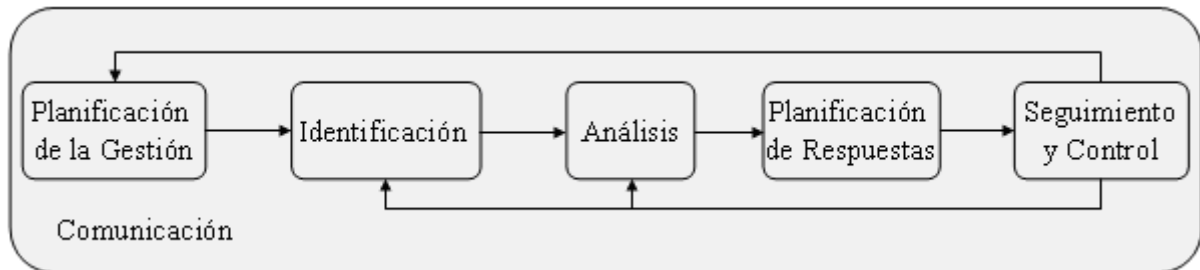 Planificación
de la Gestión
Identificación
Análisis
Planificación
de Respuestas
Seguimiento
y Control
Comunicación